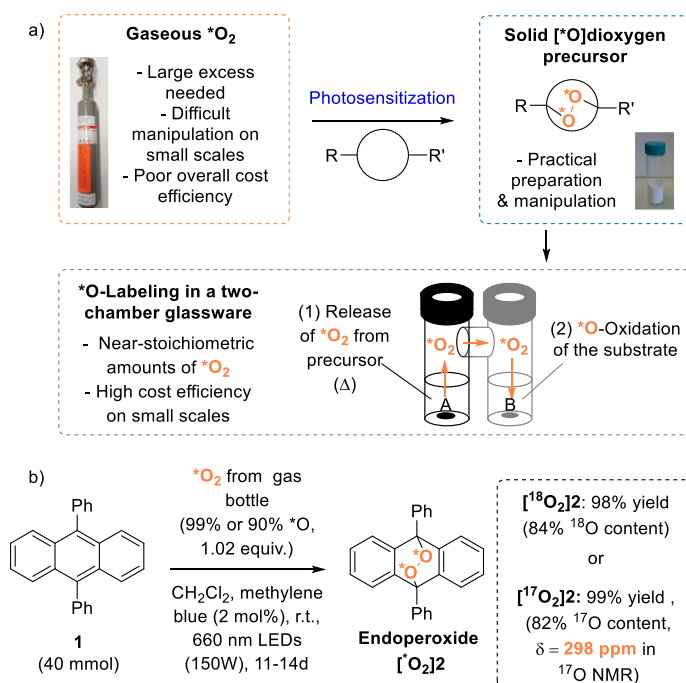 a)
Gaseous *O₂
- Large excess
needed
- Difficult
manipulation on
small scales
- Poor overall cost
efficiency
Photosensitization
R
R'
Solid [*O]dioxygen
precursor
R
*O
*O
R'
- Practical
preparation
& manipulation
*O-Labeling in a two-
chamber glassware
- Near-stoichiometric
amounts of *O₂
- High cost efficiency
on small scales
(1) Release
of *O₂ from
precursor
(Δ)
*O₂
*O₂
A
B
(2) *O-Oxidation
of the substrate
b)
Ph
Ph
1
(40 mmol)
*O₂ from gas
bottle
(99% or 90% *O,
1.02 equiv.)
CH₂Cl₂, methylene
blue (2 mol%), r.t.,
660 nm LEDs
(150W), 11-14d
Ph
*O
*O
Ph
Endoperoxide
[*O₂]2
[¹⁸O₂]2: 98% yield
(84% ¹⁸O content)
or
[¹⁷O₂]2: 99% yield ,
(82% ¹⁷O content,
δ = 298 ppm in
¹⁷O NMR)